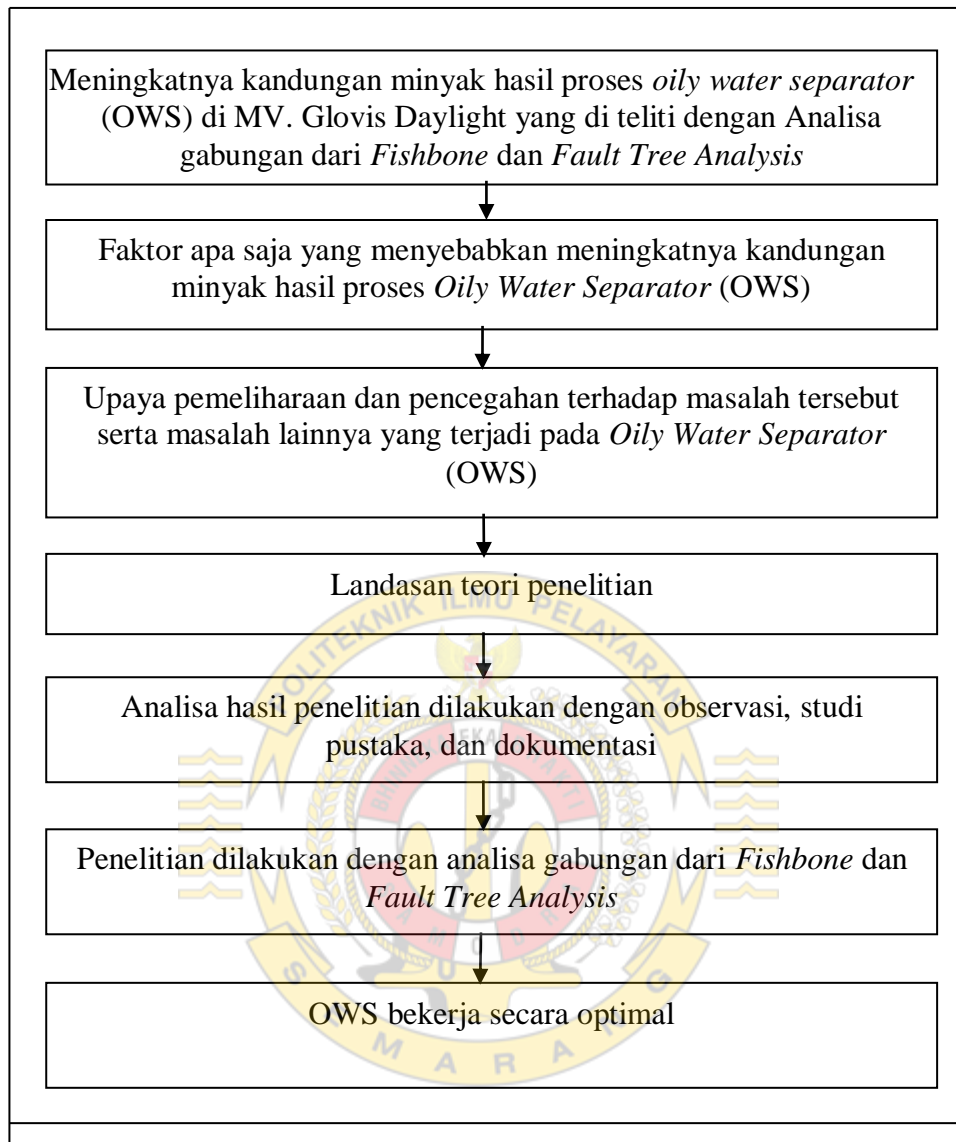 Meningkatnya kandungan minyak hasil proses oily water separator
(OWS) di MV. Glovis Daylight yang di teliti dengan Analisa
gabungan dari Fishbone dan Fault Tree Analysis
Faktor apa saja yang menyebabkan meningkatnya kandungan
minyak hasil proses Oily Water Separator (OWS)
Upaya pemeliharaan dan pencegahan terhadap masalah tersebut
serta masalah lainnya yang terjadi pada Oily Water Separator
(OWS)
Landasan teori penelitian
POLITEKNIK ILMU PELAYARAN
Analisa hasil penelitian dilakukan dengan observasi, studi
pustaka, dan dokumentasi
Penelitian dilakukan dengan analisa gabungan dari Fishbone dan
Fault Tree Analysis
OWS bekerja secara optimal
SEMARANG